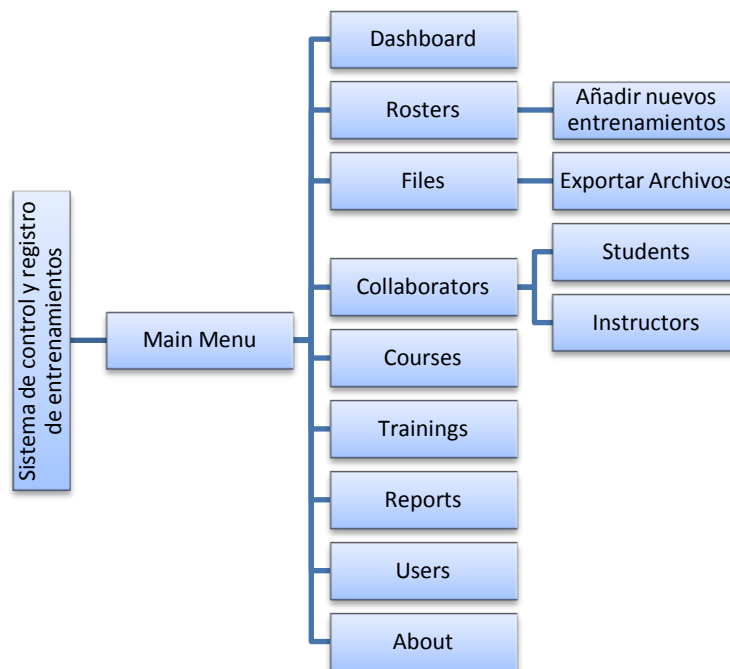 Sistema de control y registro
de entrenamientos
Main Menu
Dashboard
Rosters
Añadir nuevos
entrenamientos
Files
Exportar Archivos
Collaborators
Students
Instructors
Courses
Trainings
Reports
Users
About